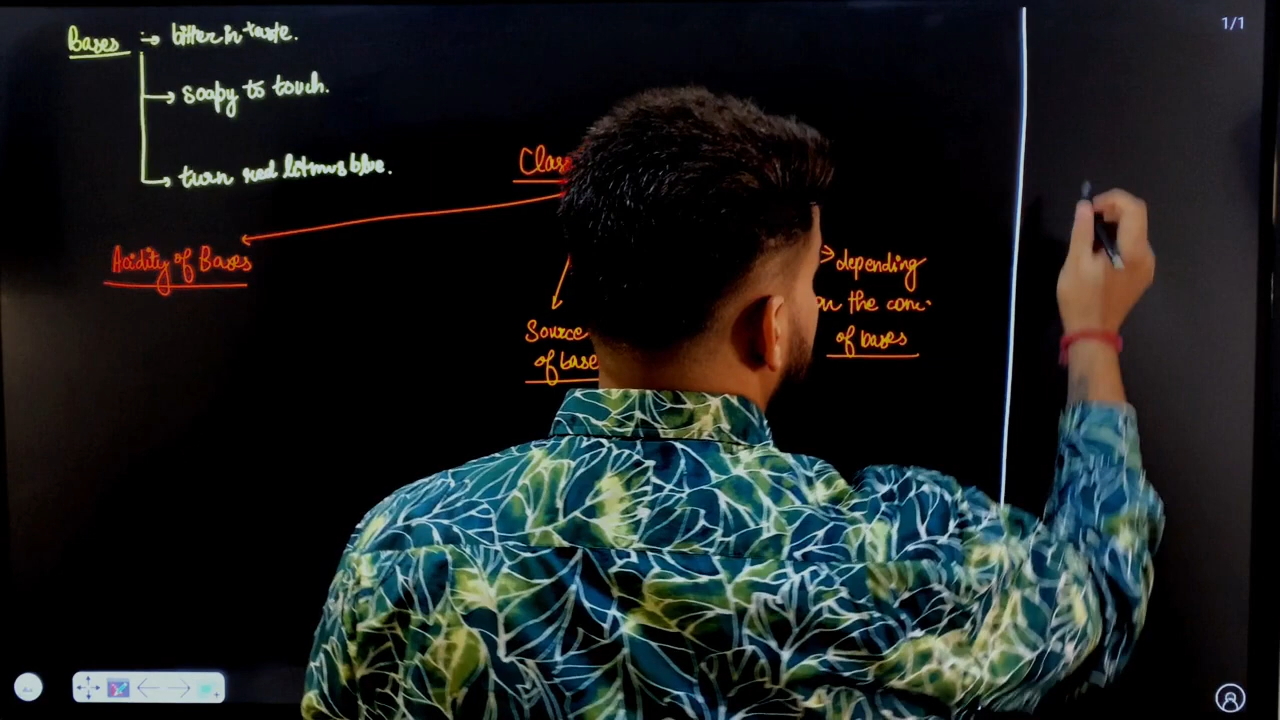 Bases → bitter in taste.
→ soapy to touch.
→ turn red litmus blue.
Class
Acidity of Bases
depending
on the conc.
of bases
Source
of base
1/1